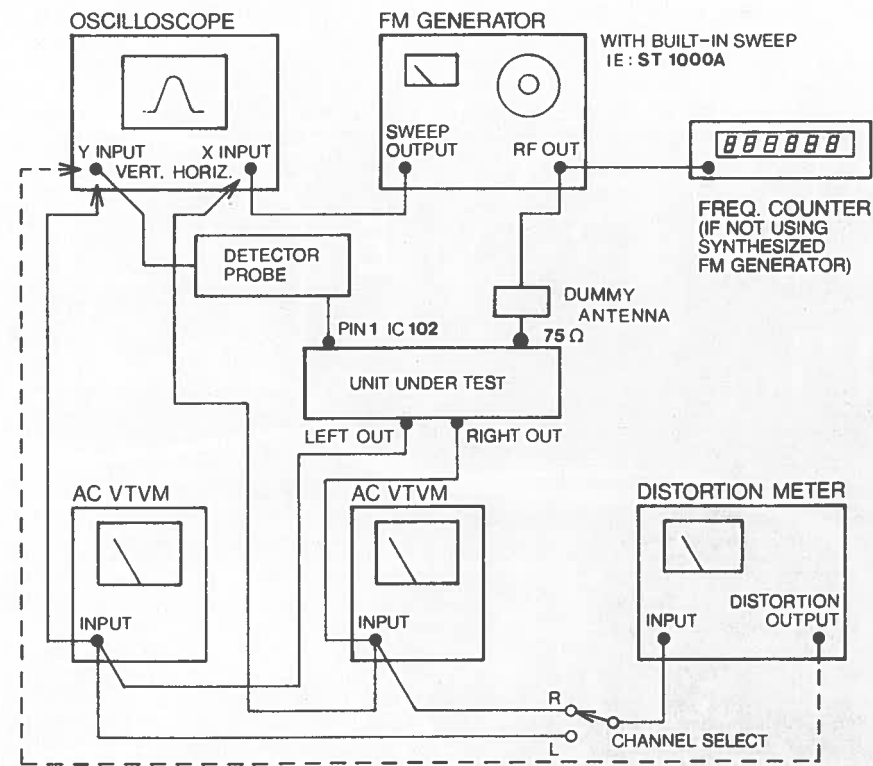 OSCILLOSCOPE
FM GENERATOR
WITH BUILT-IN SWEEP
IE: ST 1000A
Y INPUT
X INPUT
VERT. HORIZ.
SWEEP
OUTPUT
RF OUT
888888
FREQ. COUNTER
(IF NOT USING
SYNTHESIZED
FM GENERATOR)
DETECTOR
PROBE
DUMMY
ANTENNA
PIN 1 IC 102
75 Ω
UNIT UNDER TEST
LEFT OUT
RIGHT OUT
AC VTVM
AC VTVM
DISTORTION METER
INPUT
INPUT
INPUT
DISTORTION
OUTPUT
R
L
CHANNEL SELECT